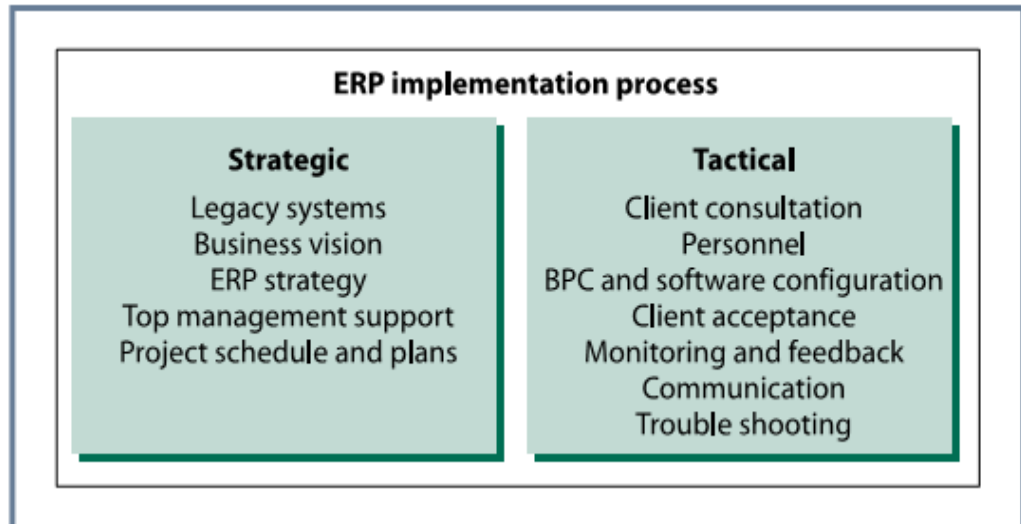 ERP implementation process
Strategic
Legacy systems
Business vision
ERP strategy
Top management support
Project schedule and plans
Tactical
Client consultation
Personnel
BPC and software configuration
Client acceptance
Monitoring and feedback
Communication
Trouble shooting